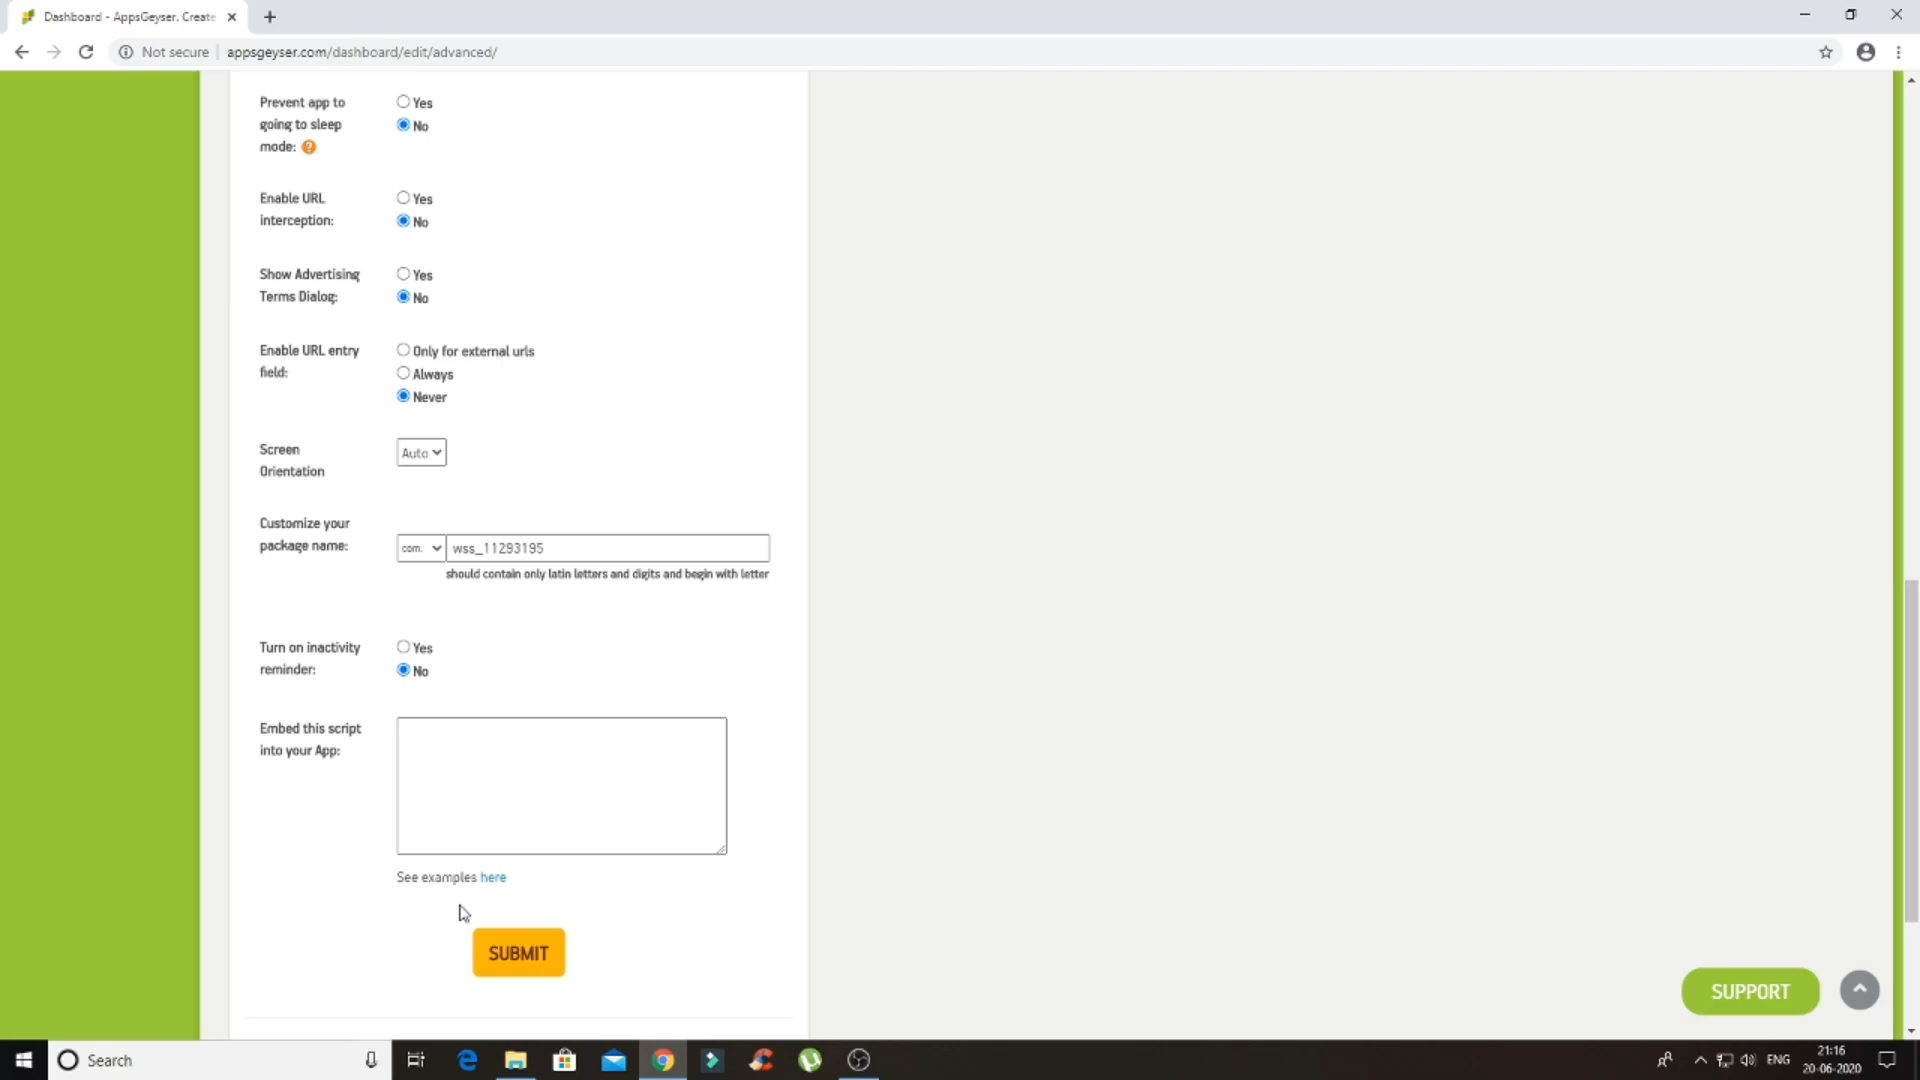 Dashboard - AppsGeyser. Create
Not secure
appsgeyser.com/dashboard/edit/advanced/
Prevent app to going to sleep mode: ?
Yes
No
Enable URL interception:
Yes
No
Show Advertising Terms Dialog:
Yes
No
Enable URL entry field:
Only for external urls
Always
Never
Screen Orientation
Auto
Customize your package name:
com.
wss_11293195
should contain only latin letters and digits and begin with letter
Turn on inactivity reminder:
Yes
No
Embed this script into your App:
See examples here
SUBMIT
SUPPORT
Search
ENG
21:16
20-06-2020